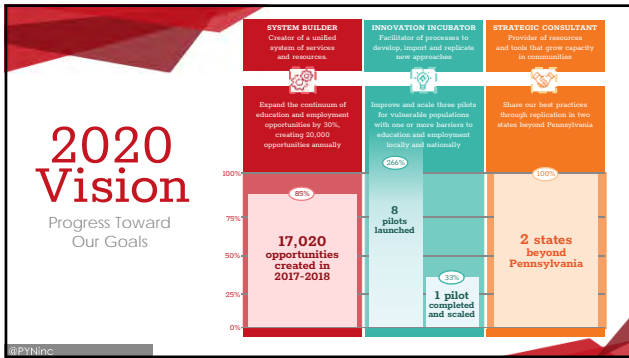 2020
Vision
Progress Toward
Our Goals
SYSTEM BUILDER
Creator of a unified
system of services
and resources.
Expand the continuum of
education and employment
opportunities by 30%,
creating 20,000
opportunities annually
INNOVATION INCUBATOR
Facilitator of processes to
develop, import and replicate
new approaches
Improve and scale three pilots
for vulnerable populations
with one or more barriers to
education and employment
locally and nationally
STRATEGIC CONSULTANT
Provider of resources
and tools that grow capacity
in communities
Share our best practices
through replication in two
states beyond Pennsylvania
100%
75%
50%
25%
0%
85%
17,020
opportunities
created in
2017-2018
266%
8
pilots
launched
33%
1 pilot
completed
and scaled
100%
2 states
beyond
Pennsylvania
@PYNinc